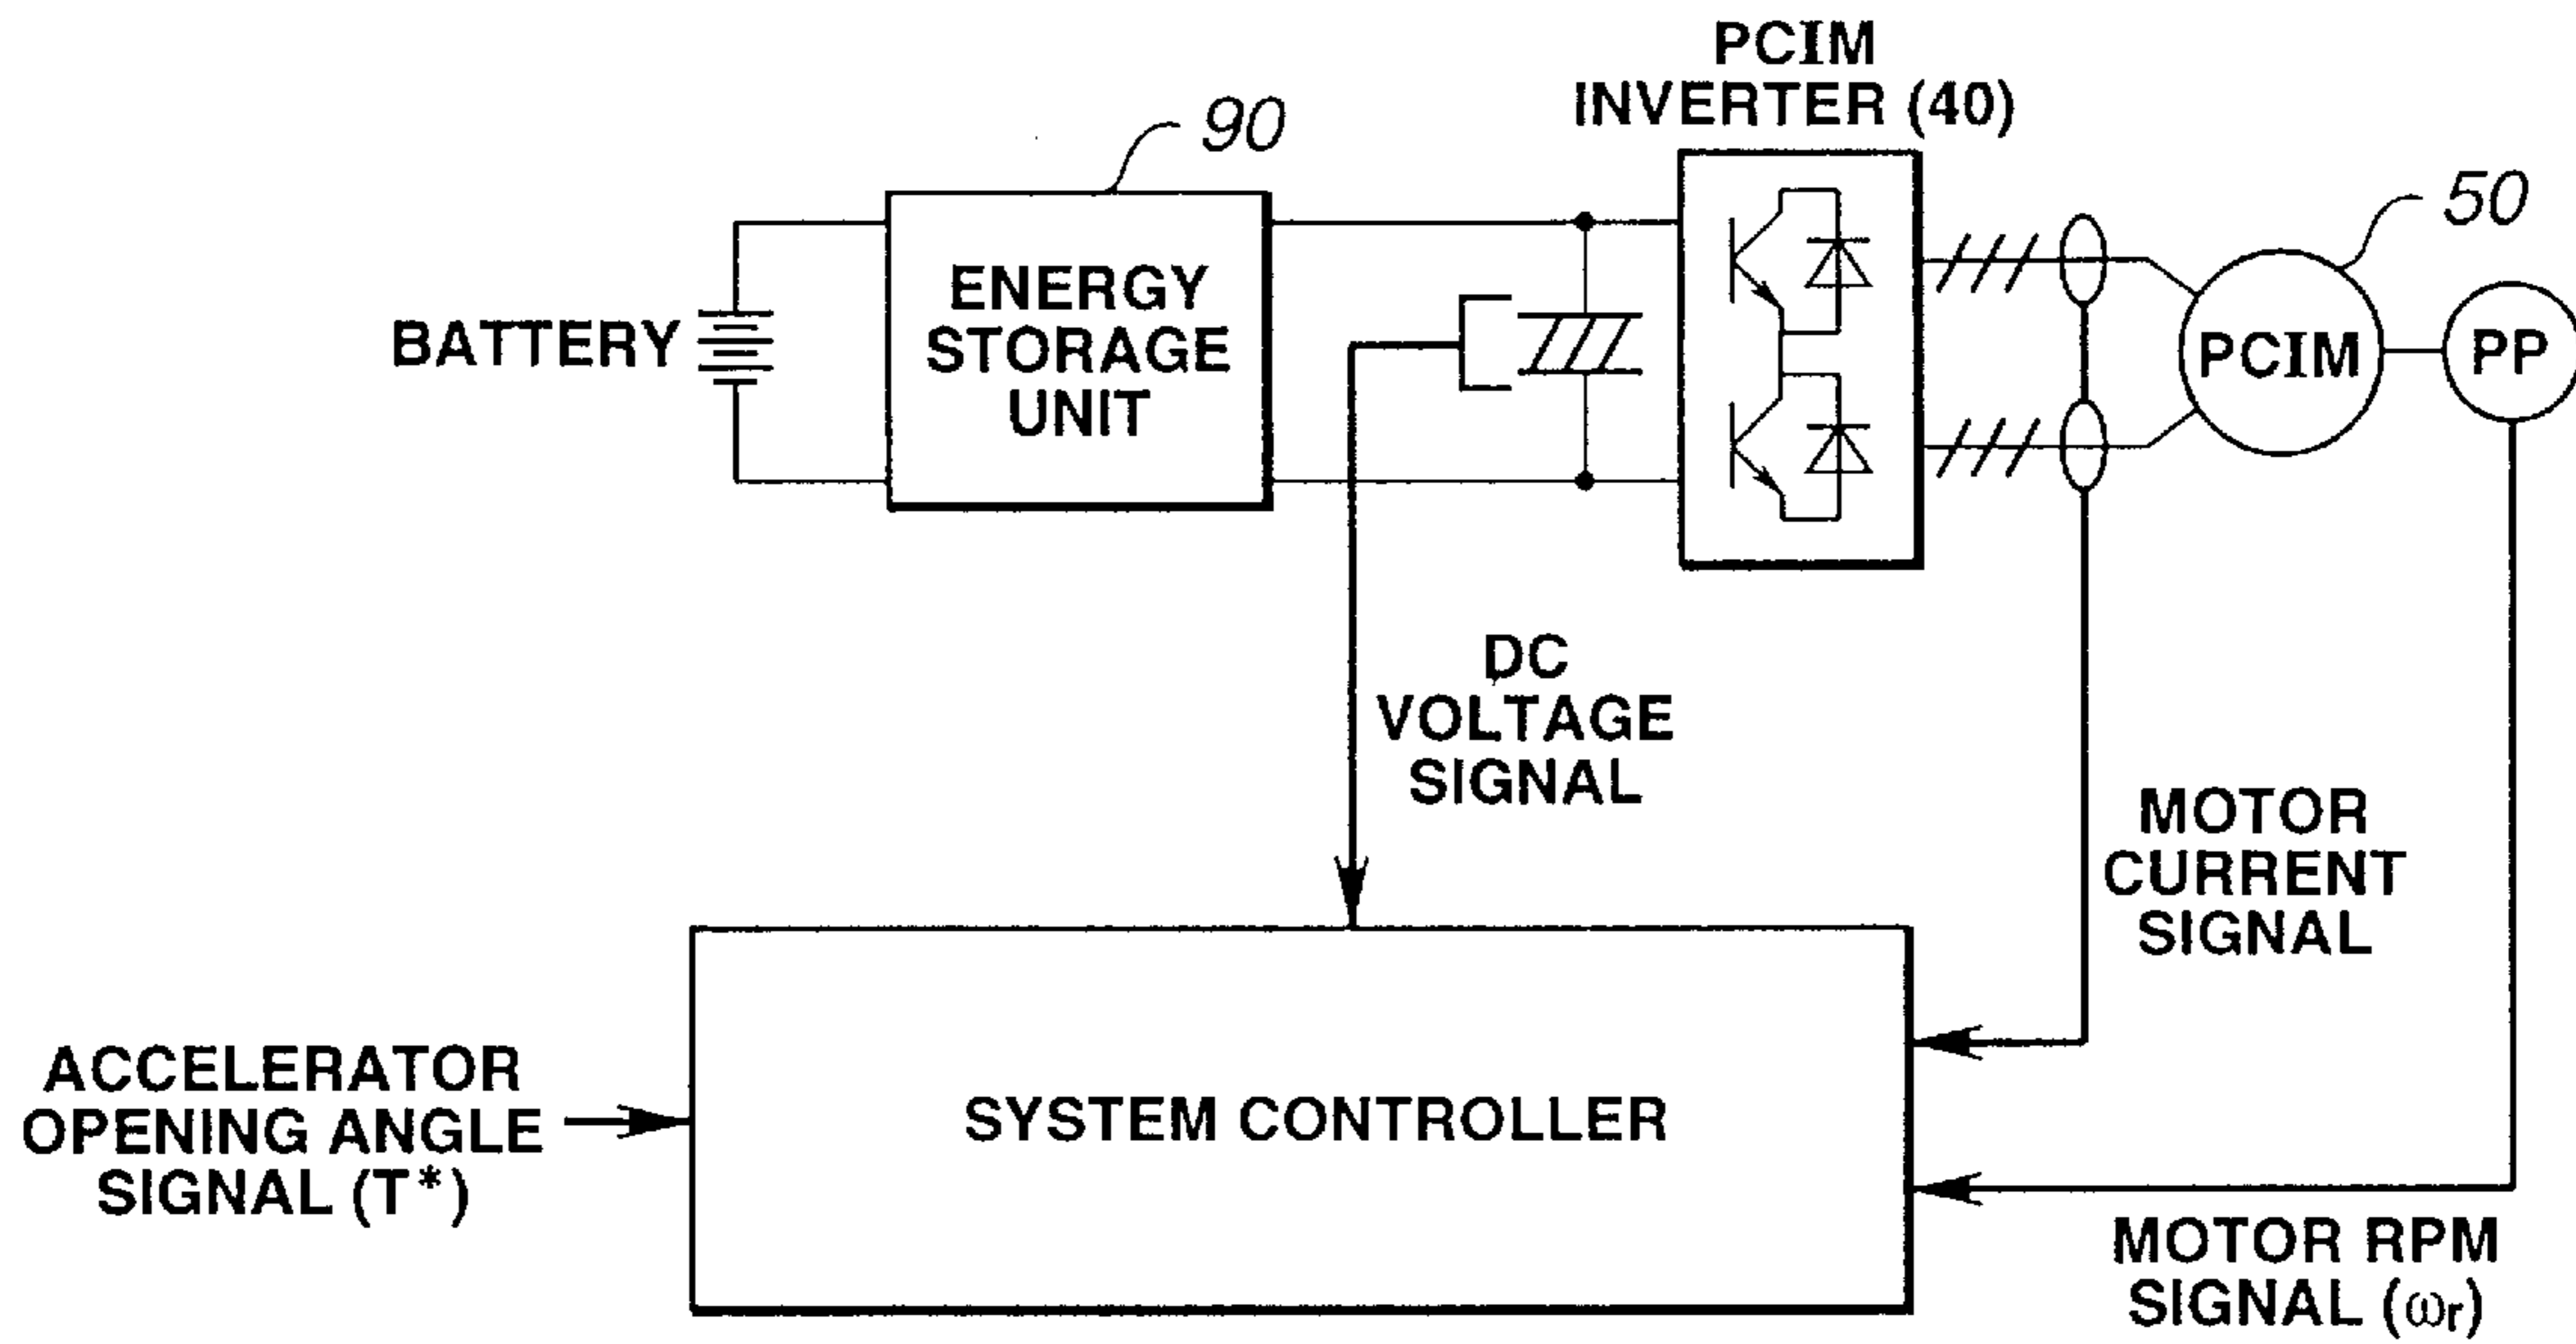 PCIM
INVERTER (40)
90
50
ENERGY
STORAGE
UNIT
BATTERY
PCIM
PP
DC
VOLTAGE
SIGNAL
MOTOR
CURRENT
SIGNAL
ACCELERATOR
OPENING ANGLE
SIGNAL (T*)
SYSTEM CONTROLLER
MOTOR RPM
SIGNAL (ωr)